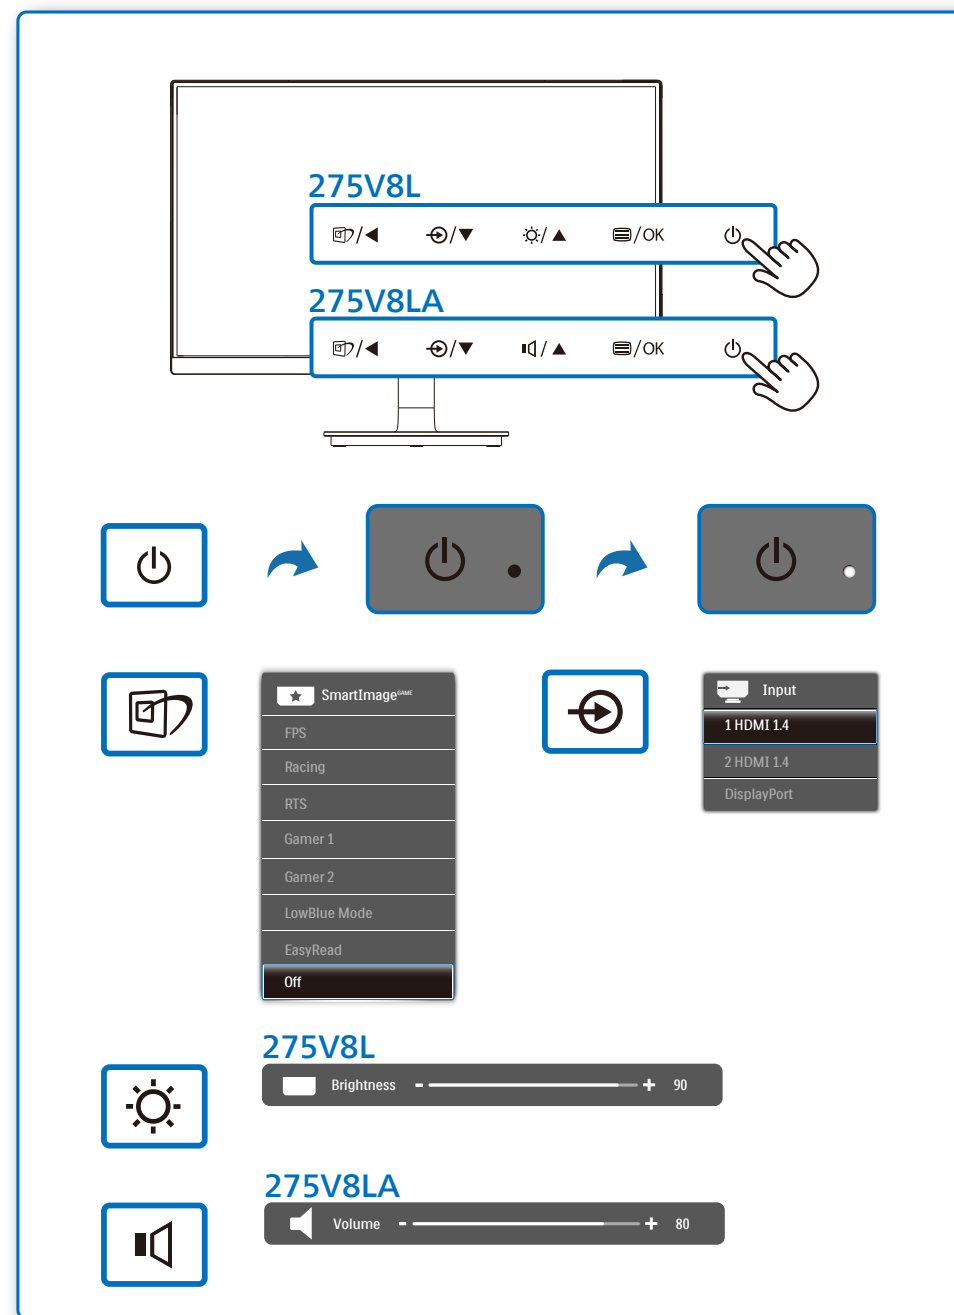 275V8L
/◀ /▼ /▲ /OK
275V8LA
/◀ /▼ /▲ /OK
SmartImageGAME
FPS
Racing
RTS
Gamer 1
Gamer 2
LowBlue Mode
EasyRead
Off
Input
1 HDMI 1.4
2 HDMI 1.4
DisplayPort
275V8L
Brightness - + 90
275V8LA
Volume - + 80